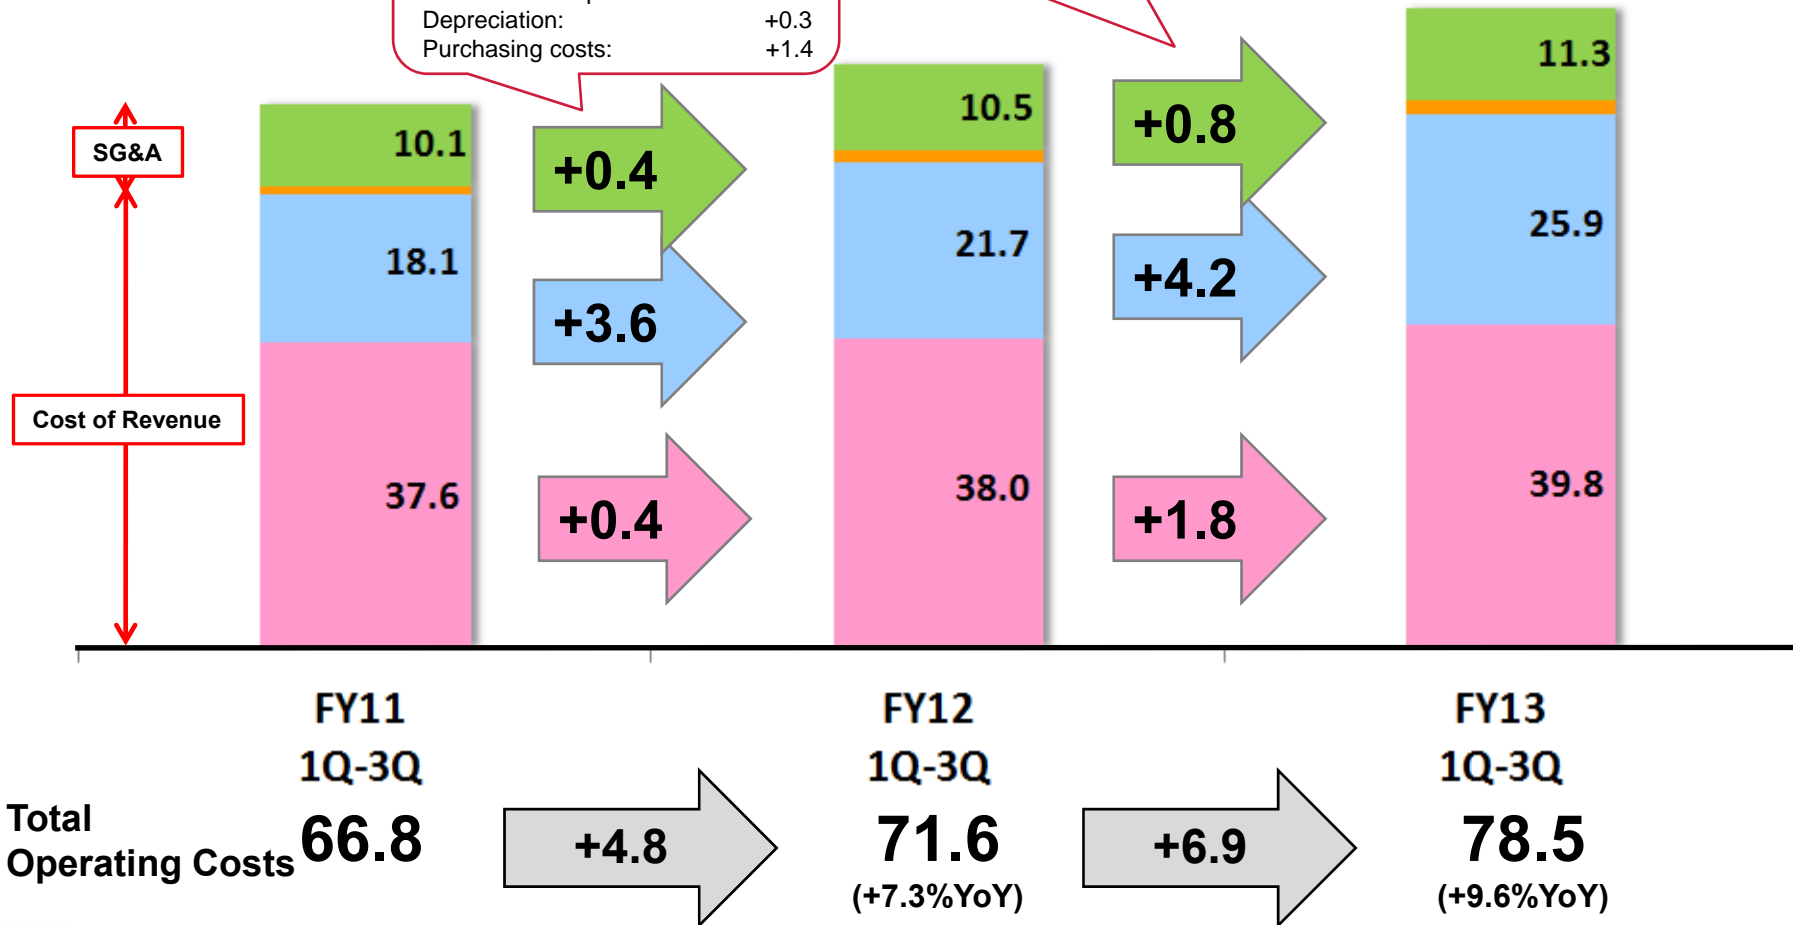 Depreciation: +0.3
Purchasing costs: +1.4
SG&A
Cost of Revenue
10.1
18.1
37.6
+0.4
+3.6
+0.4
10.5
21.7
38.0
+0.8
+4.2
+1.8
11.3
25.9
39.8
FY11 FY12 FY13
1Q-3Q 1Q-3Q 1Q-3Q
Total
Operating Costs 66.8 +4.8 71.6 +6.9 78.5
(+7.3%YoY) (+9.6%YoY)